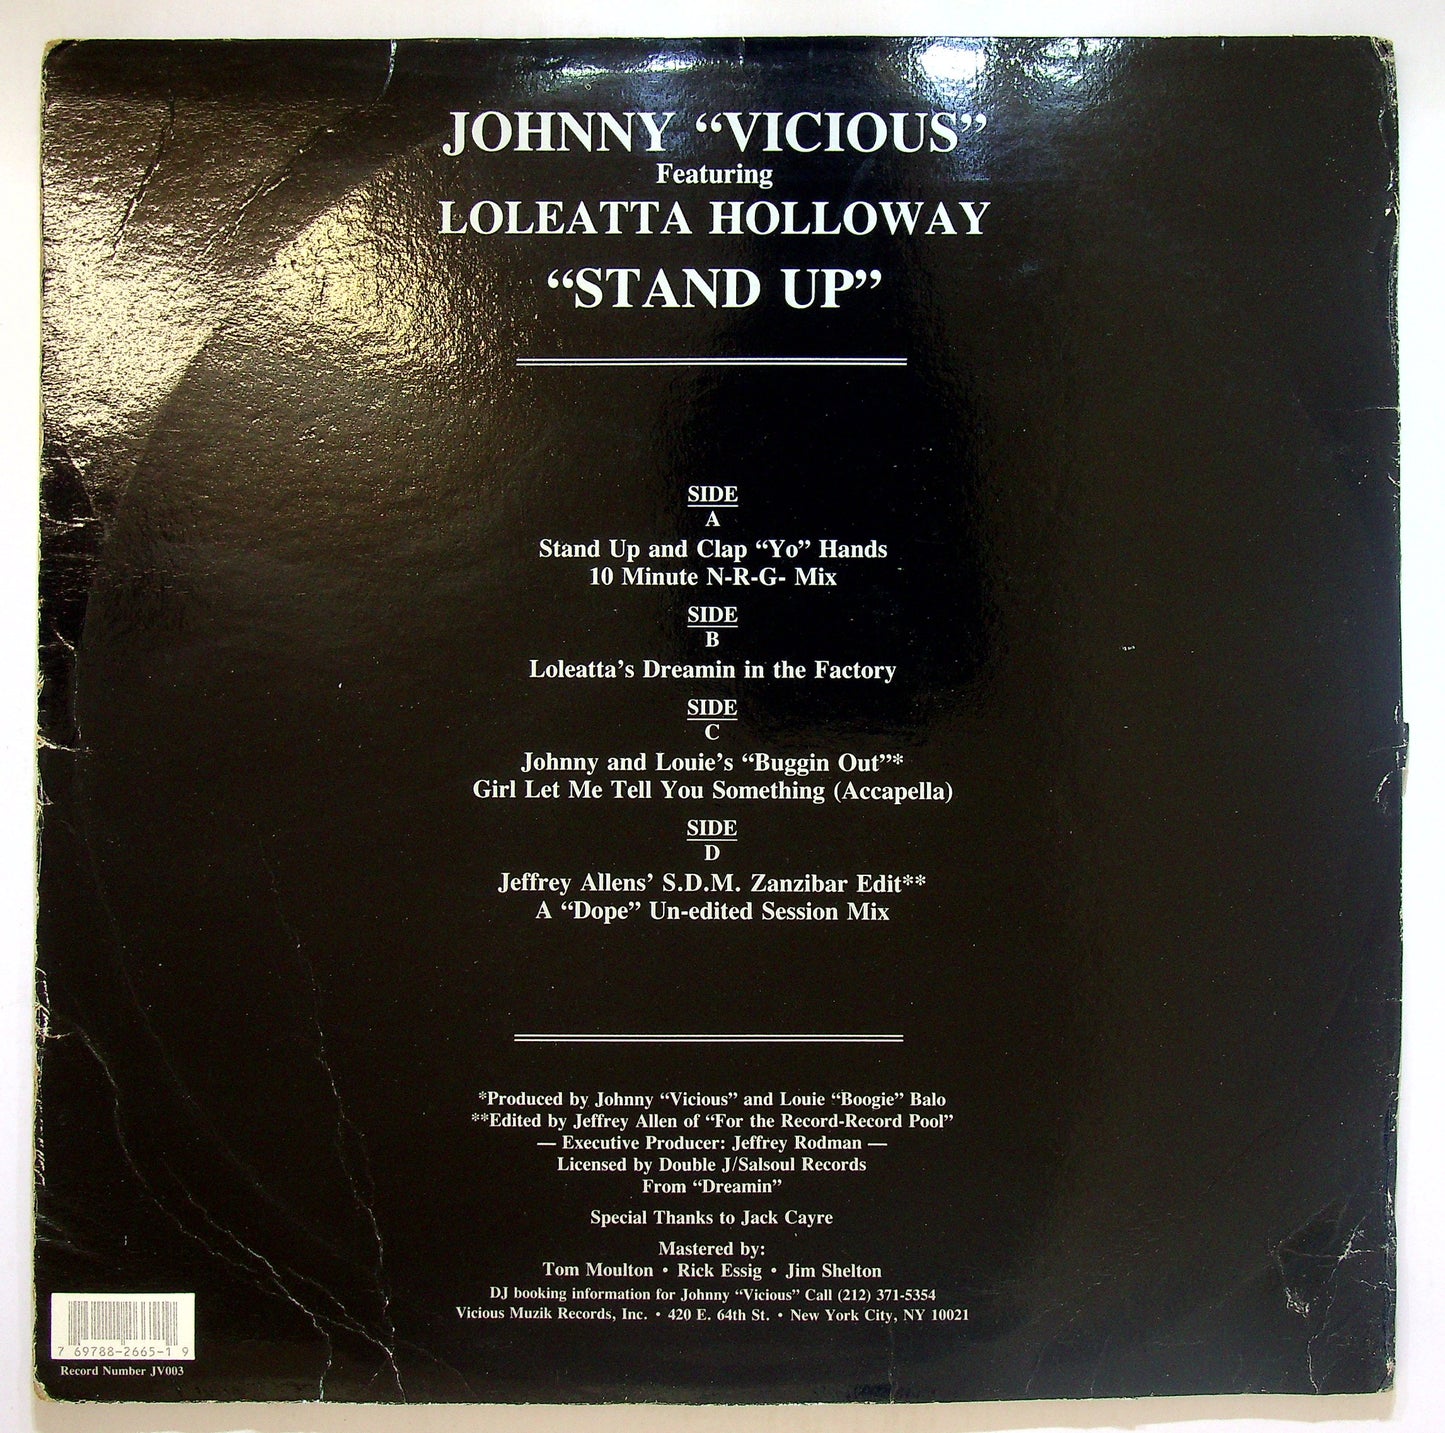 JOHNNY “VICIOUS”
Featuring
LOLEATTA HOLLOWAY
“STAND UP”
SIDE
A
Stand Up and Clap “Yo” Hands
10 Minute N-R-G- Mix
SIDE
B
Loleatta’s Dreamin in the Factory
SIDE
C
Johnny and Louie’s “Buggin Out”*
Girl Let Me Tell You Something (Accapella)
SIDE
D
Jeffrey Allens’ S.D.M. Zanzibar Edit**
A “Dope” Un-edited Session Mix
*Produced by Johnny “Vicious” and Louie “Boogie” Balo
**Edited by Jeffrey Allen of “For the Record-Record Pool”
— Executive Producer: Jeffrey Rodman —
Licensed by Double J/Salsoul Records
From “Dreamin”
Special Thanks to Jack Cayre
Mastered by:
Tom Moulton • Rick Essig • Jim Shelton
DJ booking information for Johnny “Vicious” Call (212) 371-5354
Vicious Muzik Records, Inc. • 420 E. 64th St. • New York City, NY 10021
7 69788-2665-1 9
Record Number JV003